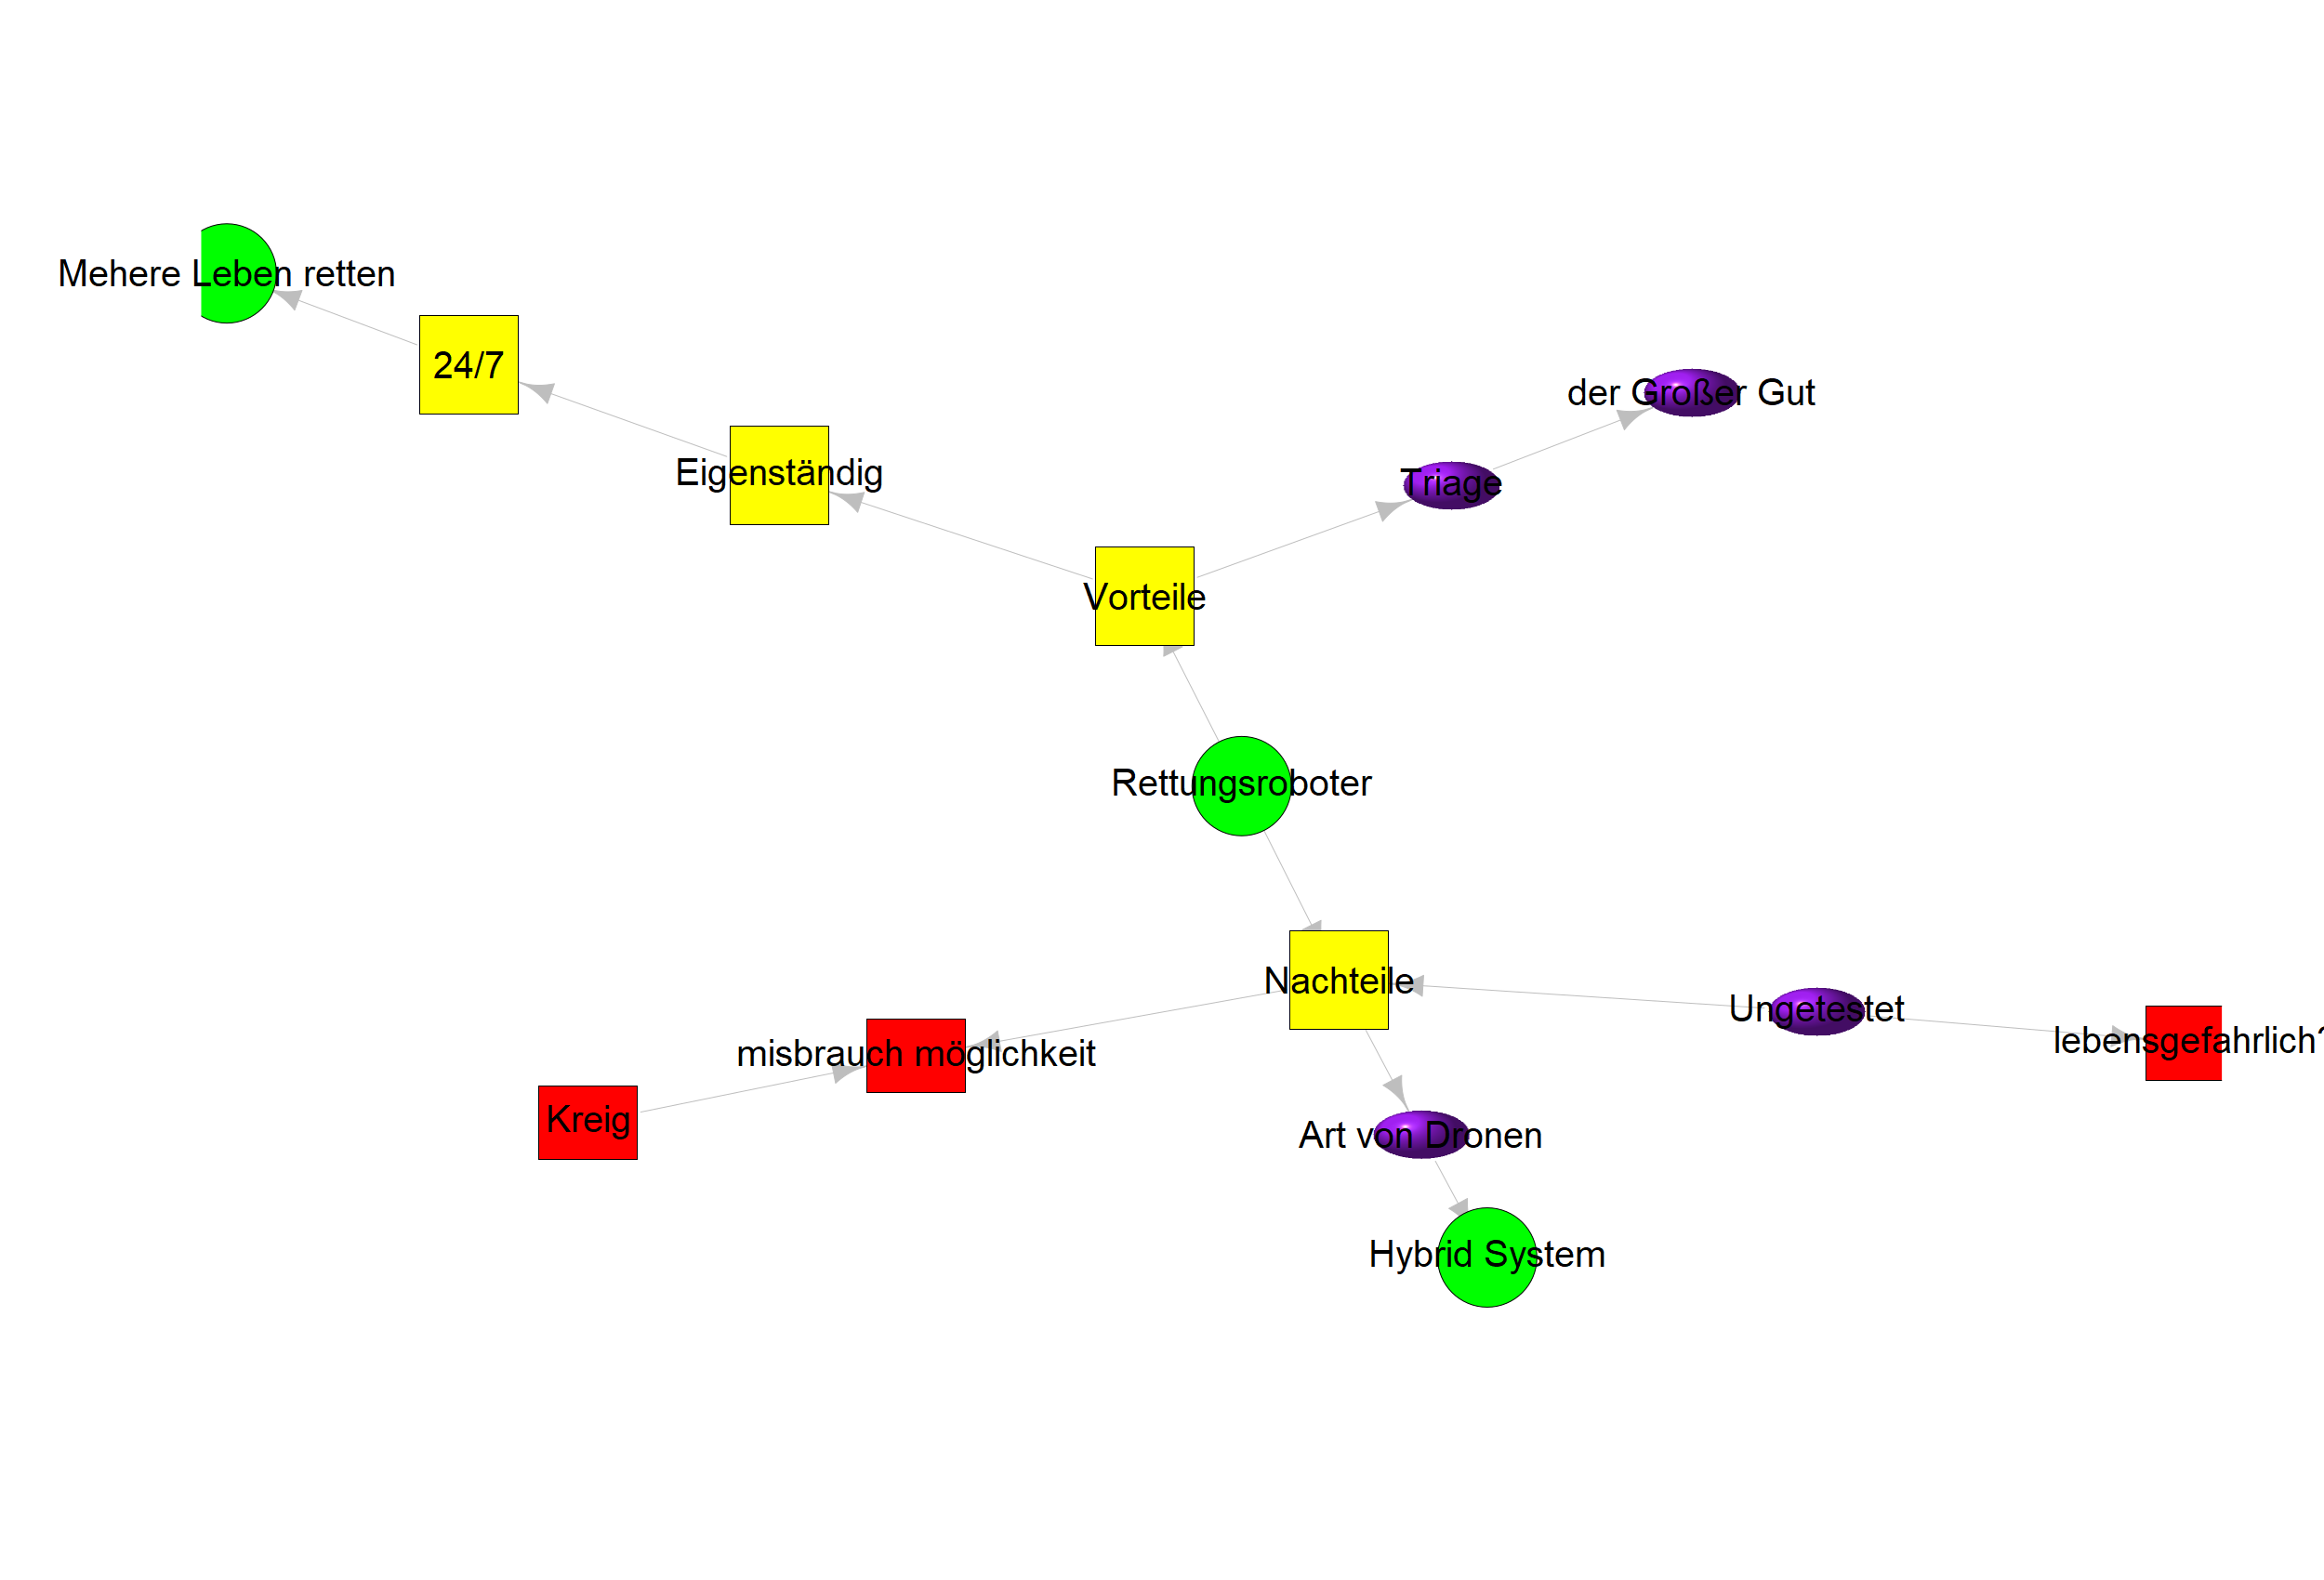 Mehere Leben retten
24/7
der Großer Gut
Eigenständig
Triage
Vorteile
Rettungsroboter
Nachteile
Ungetestet
lebensgefahrlich?
misbrauch möglichkeit
Kreig
Art von Dronen
Hybrid System